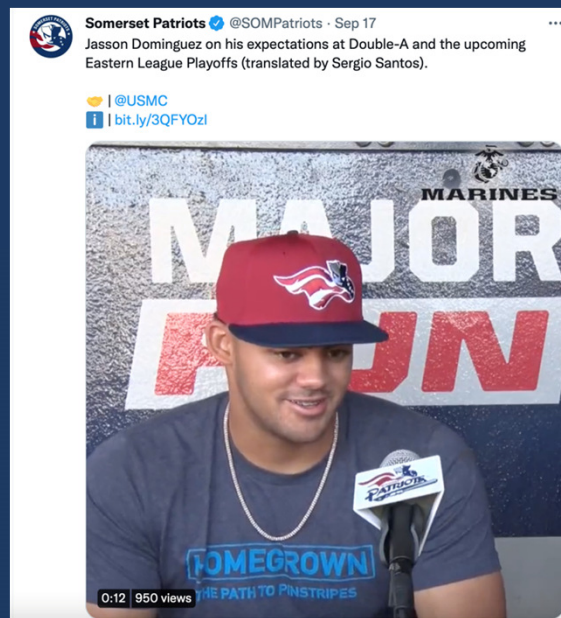 Somerset Patriots @SOMPatriots · Sep 17
Jasson Dominguez on his expectations at Double-A and the upcoming
Eastern League Playoffs (translated by Sergio Santos).
| @USMC
i | bit.ly/3QFYOzl
MARINES
MAJOR
FUN
PATRIOTS
HOMEGROWN
THE PATH TO PINSTRIPES
0:12 950 views